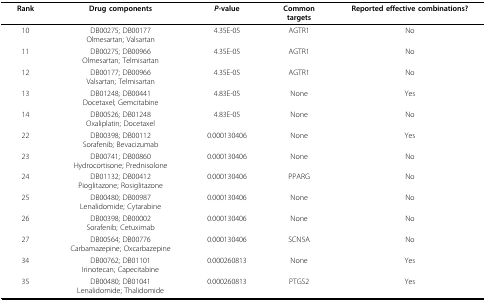 Rank Drug components P-value Common targets Reported effective combinations?
10 DB00275; DB00177 4.35E-05 AGTR1 No
Olmesartan; Valsartan
11 DB00275; DB00966 4.35E-05 AGTR1 No
Olmesartan; Telmisartan
12 DB00177; DB00966 4.35E-05 AGTR1 No
Valsartan; Telmisartan
13 DB01248; DB00441 4.83E-05 None Yes
Docetaxel; Gemcitabine
14 DB00526; DB01248 4.83E-05 None No
Oxaliplatin; Docetaxel
22 DB00398; DB00112 0.000130406 None Yes
Sorafenib; Bevacizumab
23 DB00741; DB00860 0.000130406 None No
Hydrocortisone; Prednisolone
24 DB01132; DB00412 0.000130406 PPARG No
Pioglitazone; Rosiglitazone
25 DB00480; DB00987 0.000130406 None No
Lenalidomide; Cytarabine
26 DB00398; DB00002 0.000130406 None No
Sorafenib; Cetuximab
27 DB00564; DB00776 0.000130406 SCN5A No
Carbamazepine; Oxcarbazepine
34 DB00762; DB01101 0.000260813 None Yes
Irinotecan; Capecitabine
35 DB00480; DB01041 0.000260813 PTGS2 Yes
Lenalidomide; Thalidomide